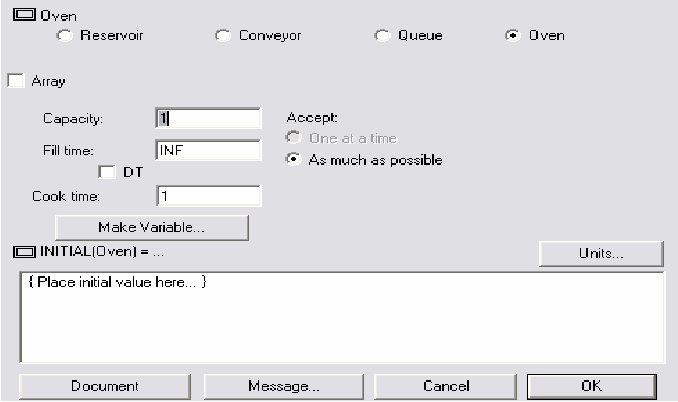 Oven
Reservoir Conveyor Queue Oven
Array
Capacity: 1 Accept:
One at a time
Fill time: INF
As much as possible
DT
Cook time: 1
Make Variable...
INITIAL(Oven) = ...
Units...
{ Place initial value here... }
Document Message... Cancel OK